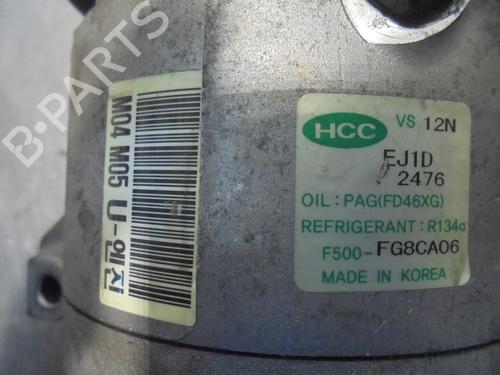 M04 M05 U-엔진
HCC VS 12N
EJ1D
2476
OIL : PAG(FD46XG)
REFRIGERANT : R134a
F500-FG8CA06
MADE IN KOREA
B-Parts